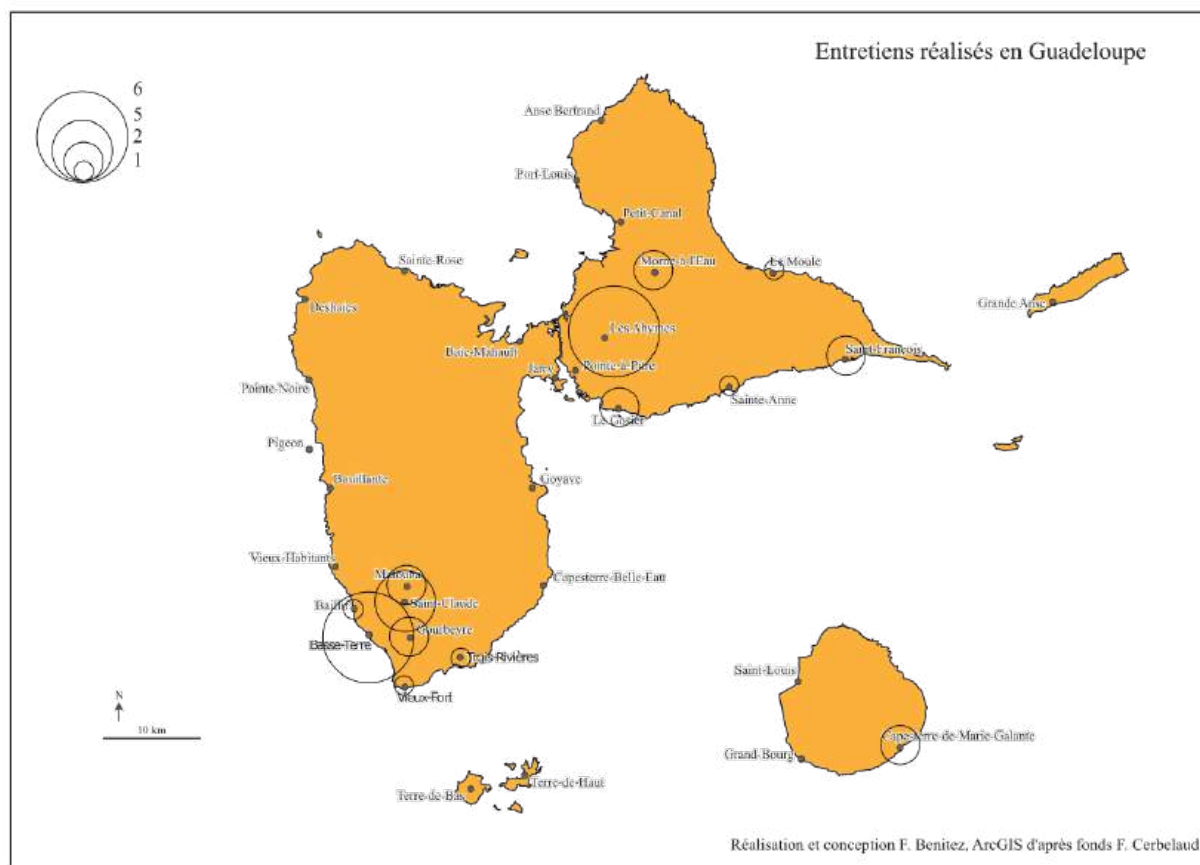 Entretiens réalisés en Guadeloupe
6
5
2
1
Anse Bertrand
Port-Louis
Petit-Canal
Morne-à-l'Eau
Le Moule
Sainte-Rose
Deshaies
Grande Anse
Les Abymes
Baie-Mahault
Saint-François
Jarry
Pointe-à-Pitre
Pointe-Noire
Sainte-Anne
Le Gosier
Pigeon
Bouillante
Goyave
Vieux-Habitants
Matouba
Capesterre-Belle-Eau
Saint-Claude
Baillif
Gourbeyre
Basse-Terre
Trois-Rivières
Vieux-Fort
Saint-Louis
N
10 km
Capesterre-de-Marie-Galante
Grand-Bourg
Terre-de-Haut
Terre-de-Bas
Réalisation et conception F. Benitez, ArcGIS d'après fonds F. Cerbelaud